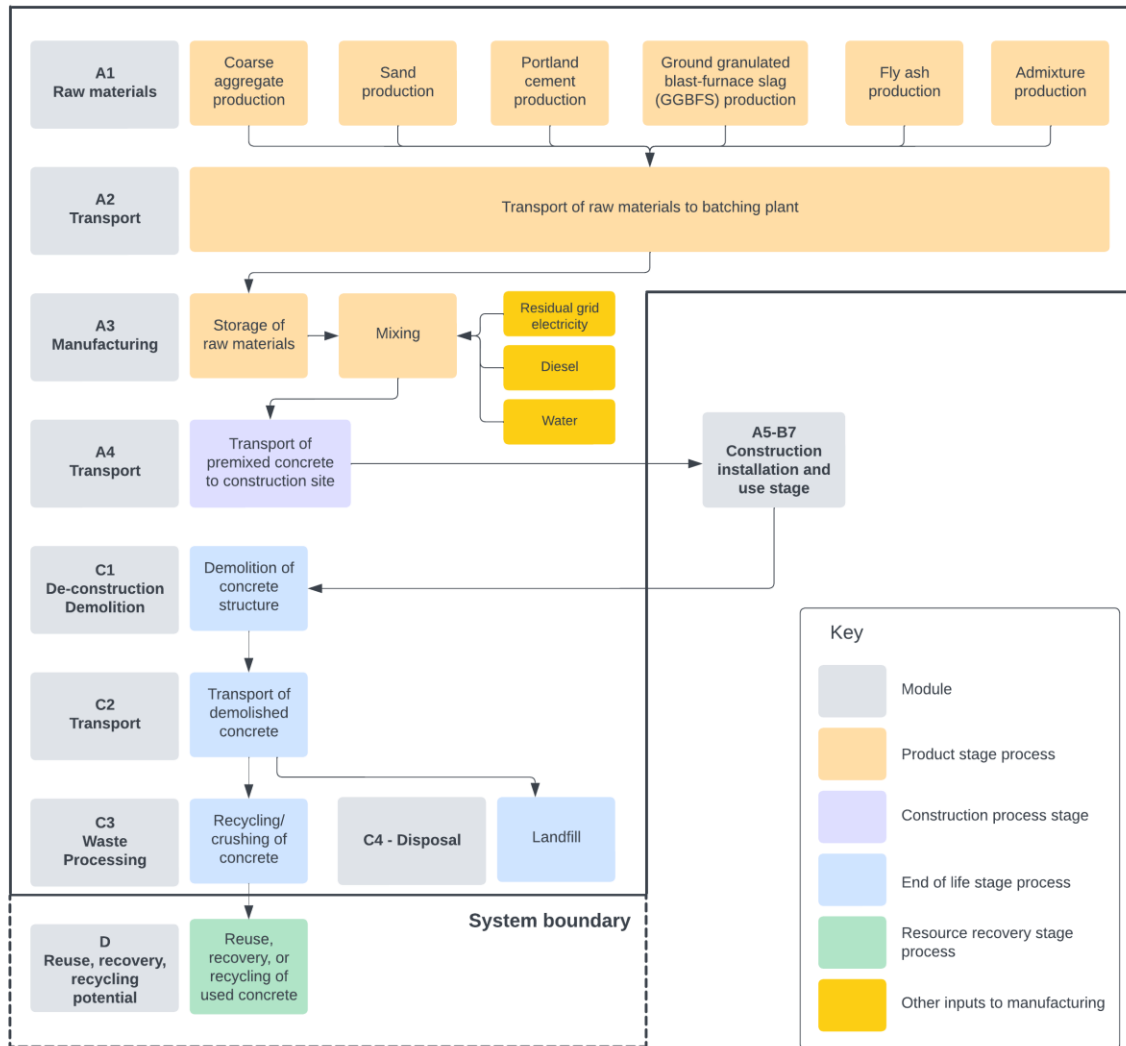 A1
Raw materials
Coarse
aggregate
production
Sand
production
Portland
cement
production
Ground granulated
blast-furnace slag
(GGBFS) production
Fly ash
production
Admixture
production
A2
Transport
Transport of raw materials to batching plant
A3
Manufacturing
Storage of
raw materials
Mixing
Residual grid
electricity
Diesel
Water
A4
Transport
Transport of
premixed concrete
to construction site
A5-B7
Construction
installation and
use stage
C1
De-construction
Demolition
Demolition of
concrete
structure
C2
Transport
Transport of
demolished
concrete
C3
Waste
Processing
Recycling/
crushing of
concrete
C4 - Disposal
Landfill
System boundary
D
Reuse, recovery,
recycling
potential
Reuse,
recovery, or
recycling of
used concrete
Key
Module
Product stage process
Construction process stage
End of life stage process
Resource recovery stage
process
Other inputs to manufacturing